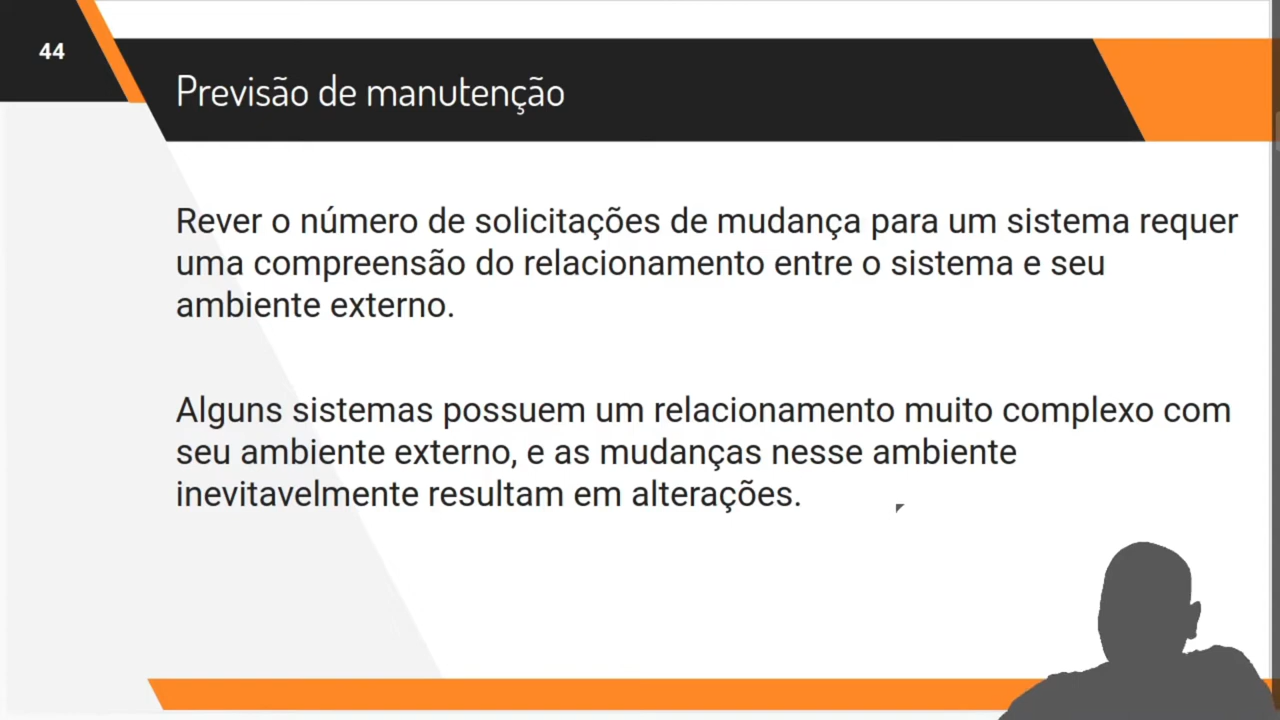 44
Previsão de manutenção
Rever o número de solicitações de mudança para um sistema requer
uma compreensão do relacionamento entre o sistema e seu
ambiente externo.
Alguns sistemas possuem um relacionamento muito complexo com
seu ambiente externo, e as mudanças nesse ambiente
inevitavelmente resultam em alterações.